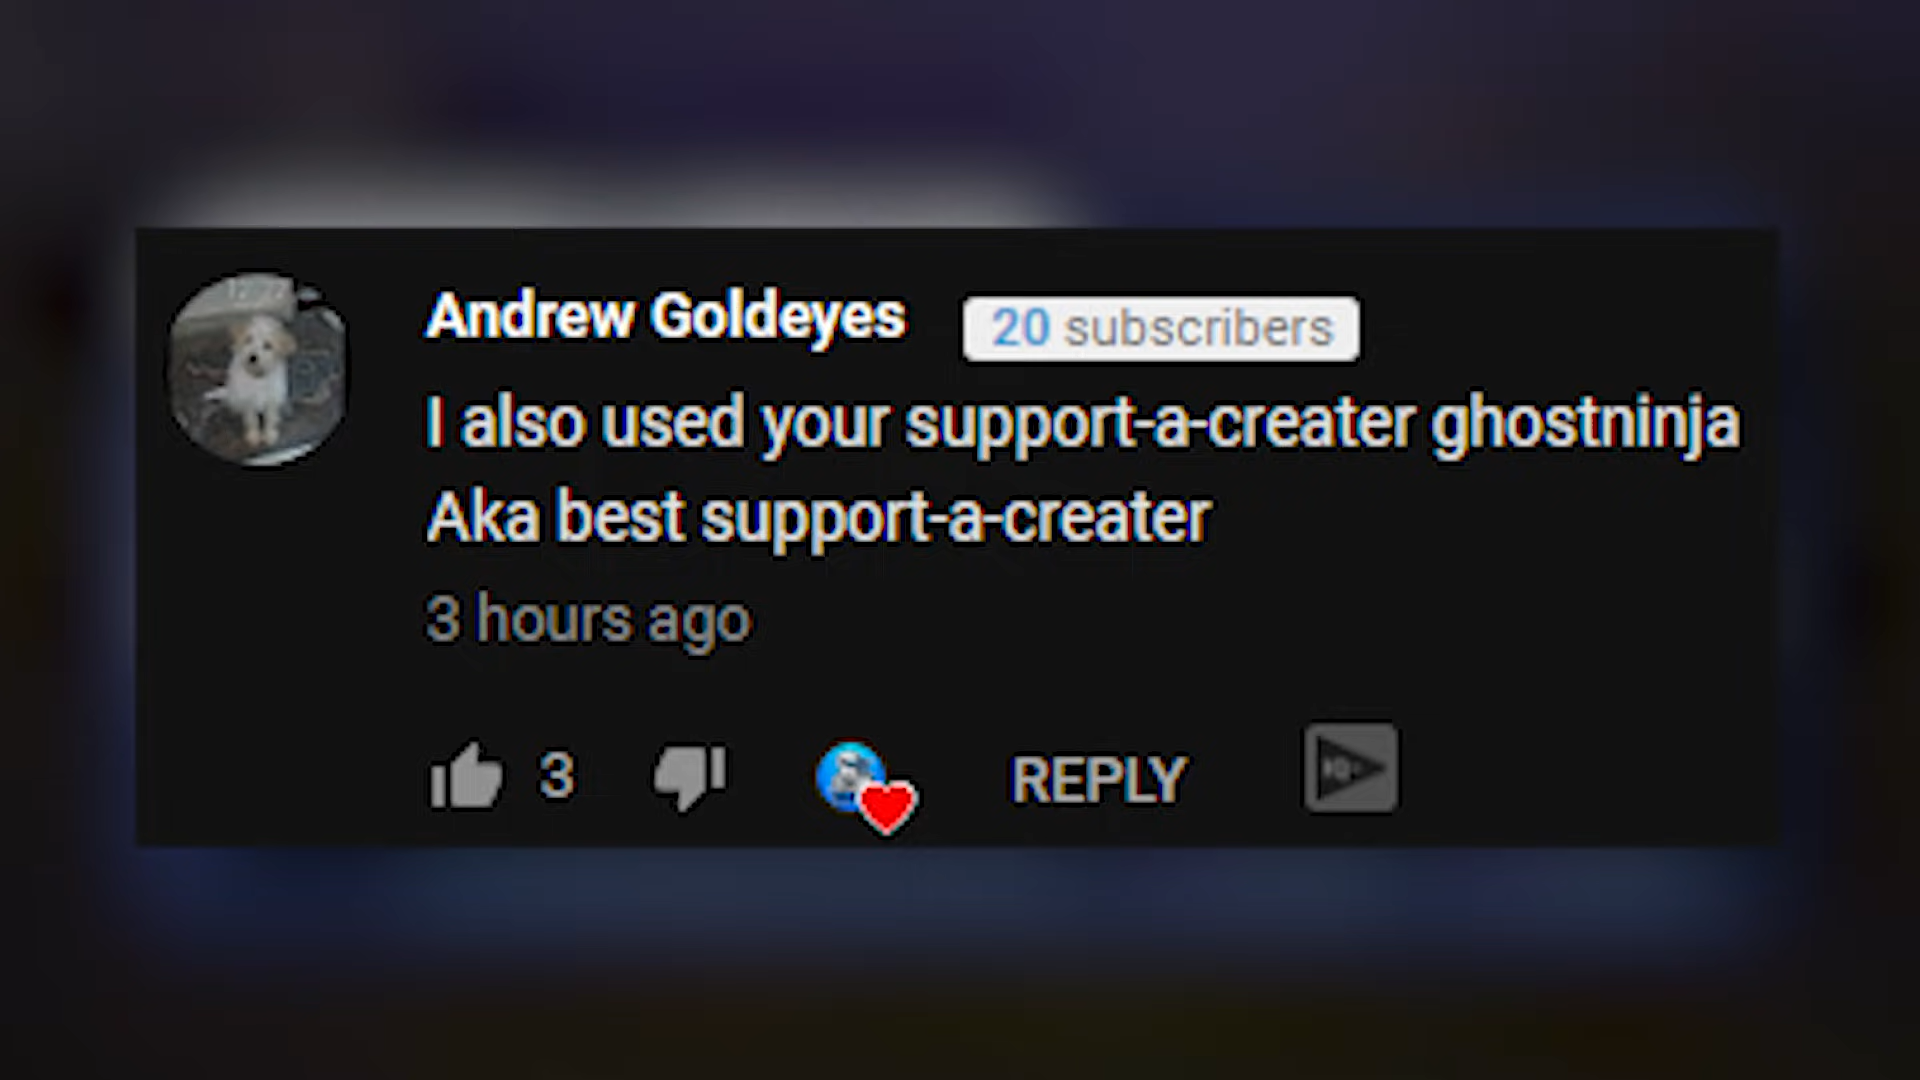 Andrew Goldeyes 20 subscribers
I also used your support-a-creater ghostninja
Aka best support-a-creater
3 hours ago
3 REPLY